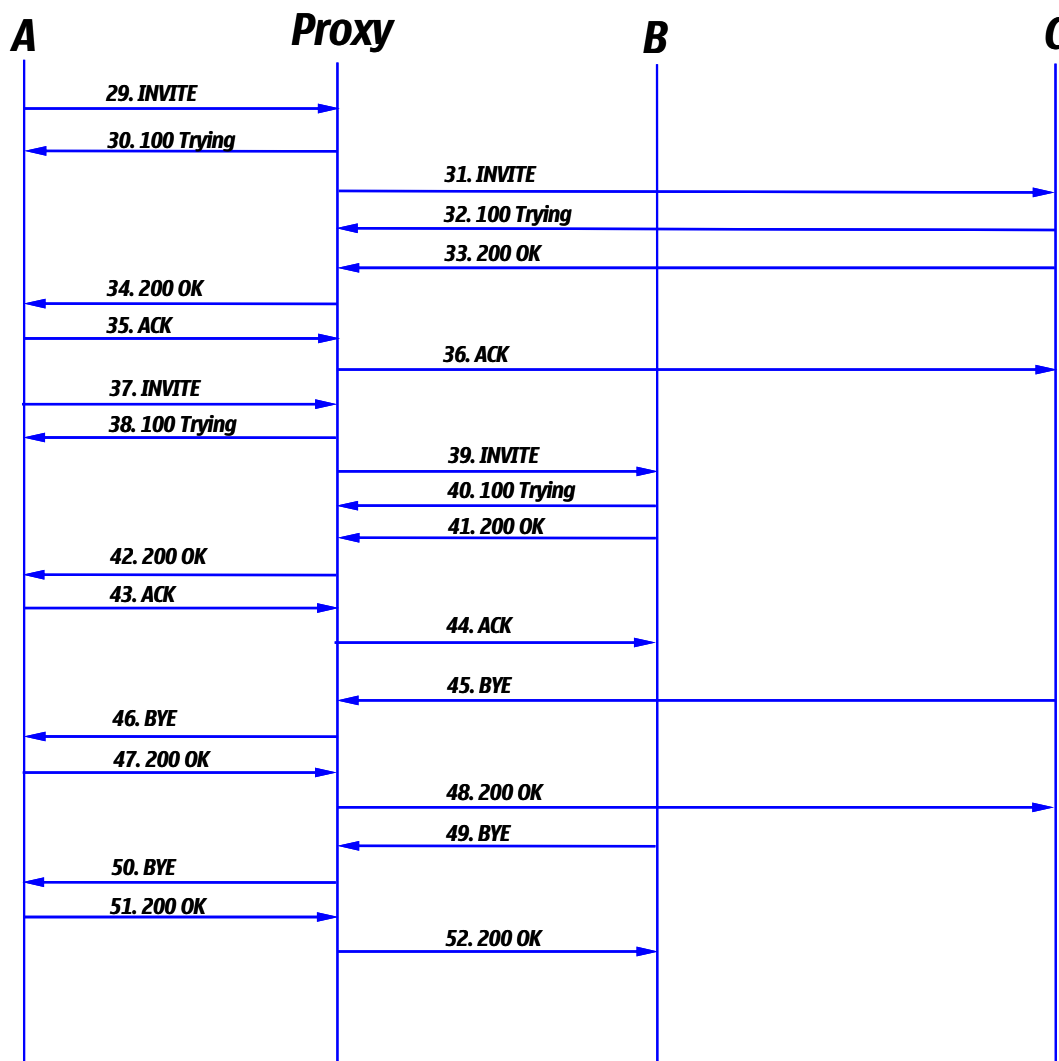 A
Proxy
B
C
29. INVITE
30. 100 Trying
31. INVITE
32. 100 Trying
33. 200 OK
34. 200 OK
35. ACK
36. ACK
37. INVITE
38. 100 Trying
39. INVITE
40. 100 Trying
41. 200 OK
42. 200 OK
43. ACK
44. ACK
45. BYE
46. BYE
47. 200 OK
48. 200 OK
49. BYE
50. BYE
51. 200 OK
52. 200 OK